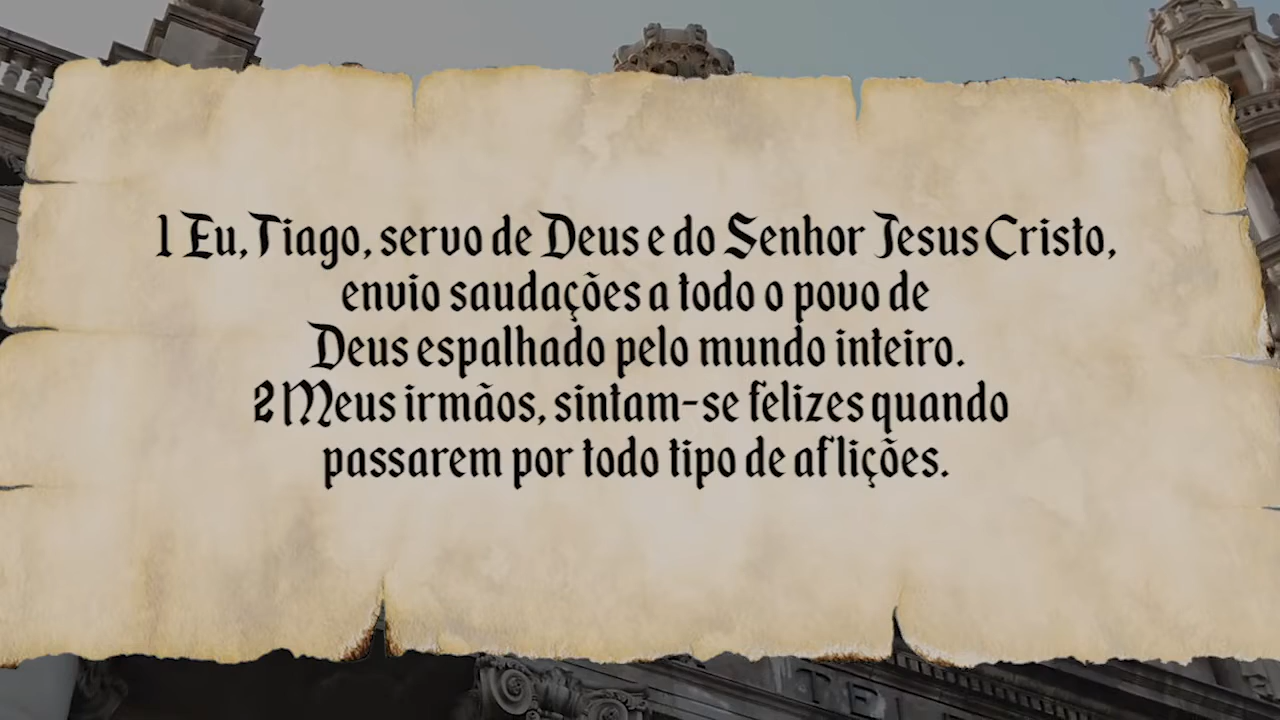 1 Eu, Tiago, servo de Deus e do Senhor Jesus Cristo,
envio saudações a todo o povo de
Deus espalhado pelo mundo inteiro.
2 Meus irmãos, sintam-se felizes quando
passarem por todo tipo de aflições.